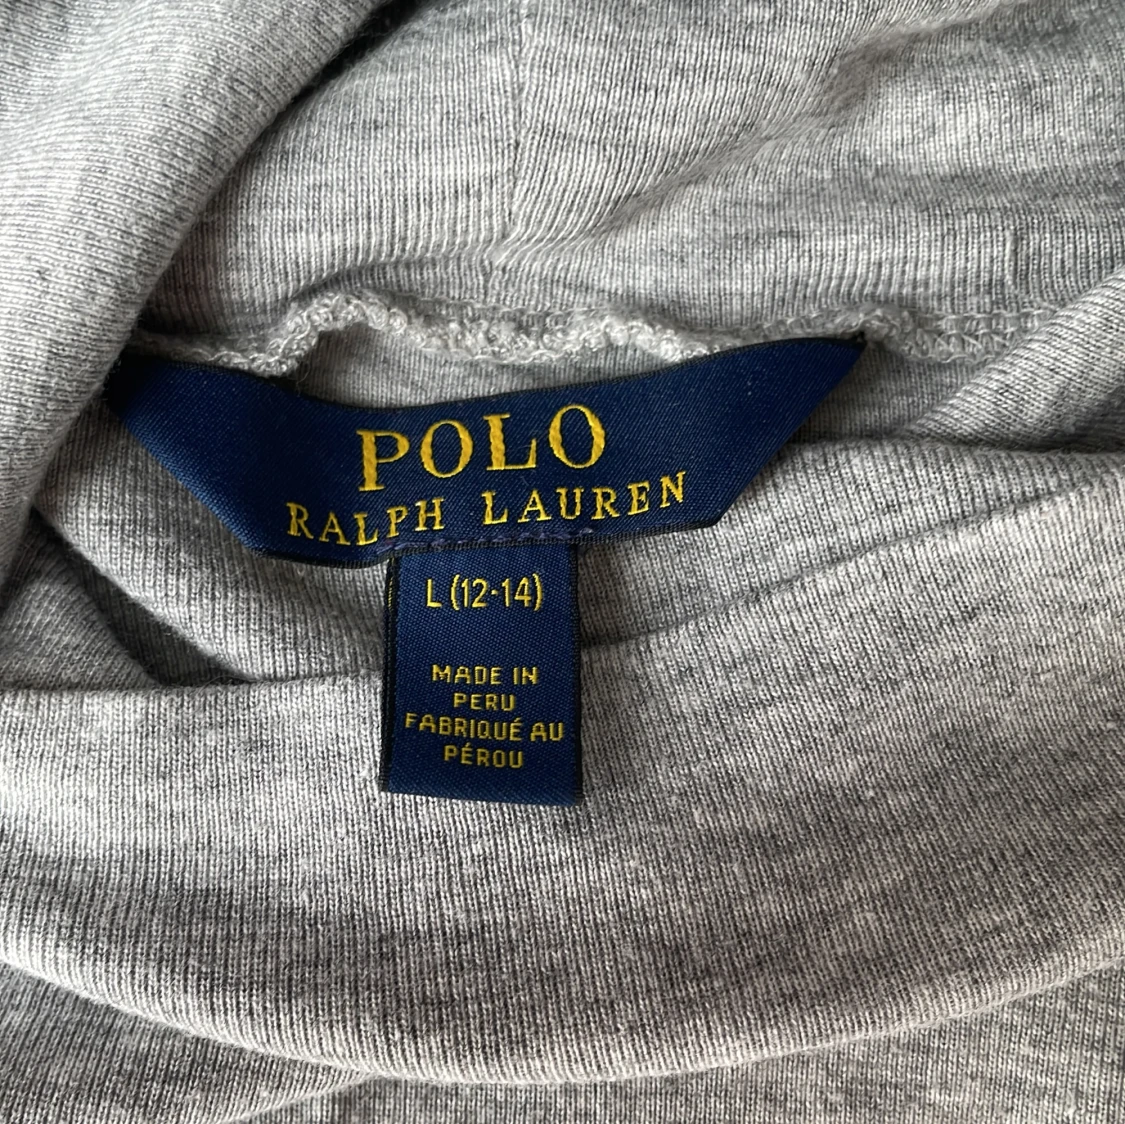 POLO
RALPH LAUREN
L (12·14)
MADE IN
PERU
FABRIQUÉ AU
PÉROU